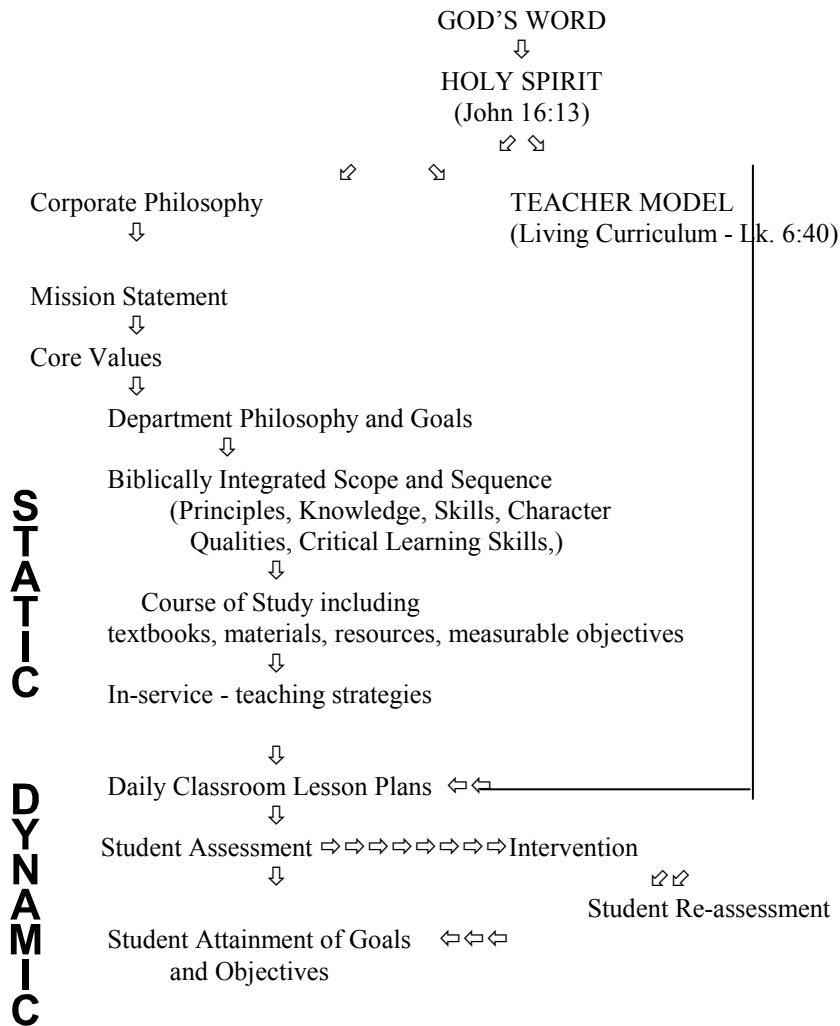 GOD'S WORD
⇩
HOLY SPIRIT
(John 16:13)
⬃ ⬂
⬃ ⬂
Corporate Philosophy
TEACHER MODEL
⇩
(Living Curriculum - Lk. 6:40)
Mission Statement
⇩
Core Values
⇩
Department Philosophy and Goals
⇩
Biblically Integrated Scope and Sequence
(Principles, Knowledge, Skills, Character
Qualities, Critical Learning Skills,)
⇩
Course of Study including
textbooks, materials, resources, measurable objectives
⇩
In-service - teaching strategies
STATIC
⇩
Daily Classroom Lesson Plans ⇦⇦
⇩
Student Assessment ⇨⇨⇨⇨⇨⇨⇨⇨Intervention
⇩ ⬃⬃
Student Re-assessment
Student Attainment of Goals ⇦⇦⇦
and Objectives
DYNAMIC